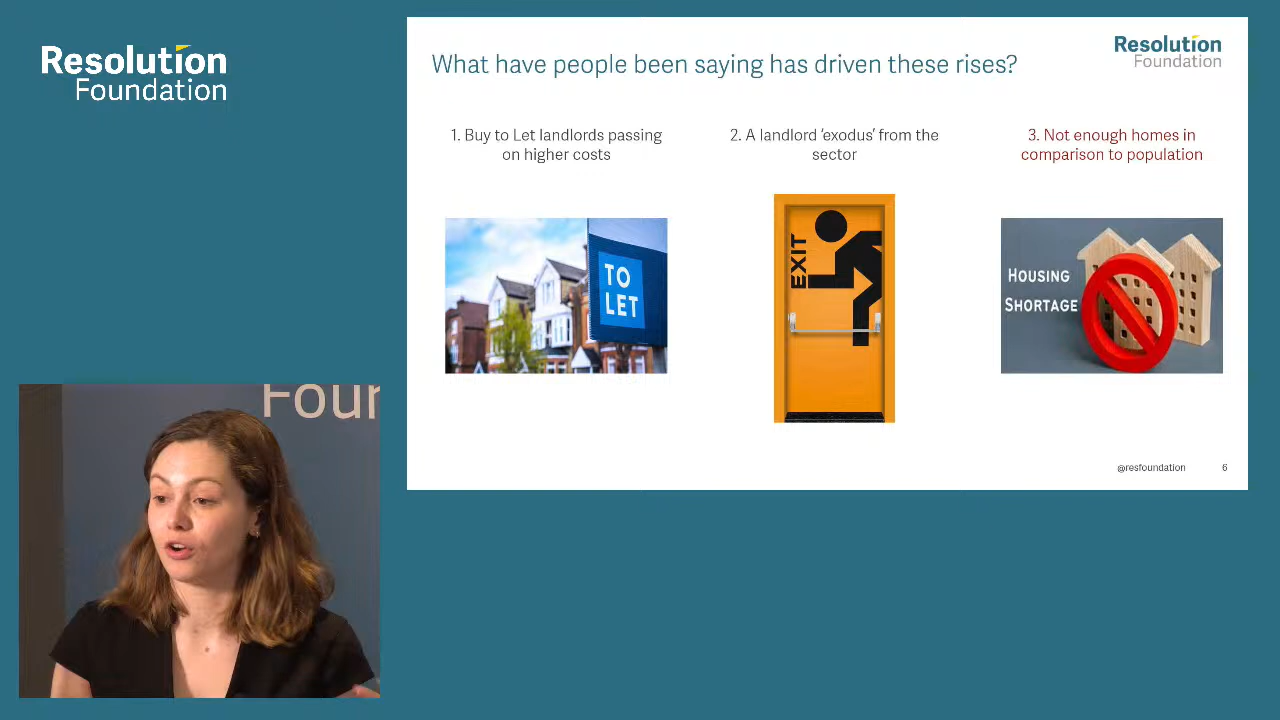 Resolution
Foundation
What have people been saying has driven these rises?
Resolution
Foundation
1. Buy to Let landlords passing
on higher costs
2. A landlord ‘exodus’ from the
sector
3. Not enough homes in
comparison to population
TO
LET
EXIT
HOUSING
SHORTAGE
Foun
@resfoundation
6